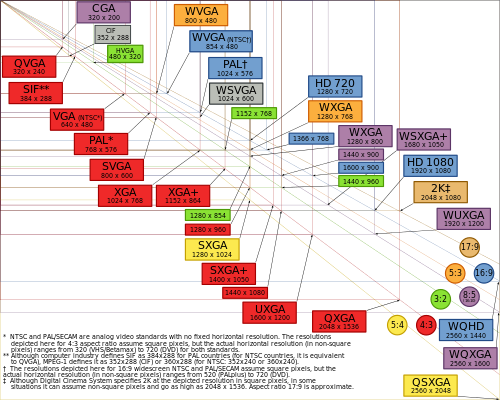 CGA
320 x 200
WVGA
800 x 480
CIF
352 x 288
WVGA (NTSC†)
854 x 480
HVGA
480 x 320
QVGA
320 x 240
PAL†
1024 x 576
HD 720
1280 x 720
SIF**
384 x 288
WSVGA
1024 x 600
WXGA
1280 x 768
VGA (NTSC*)
640 x 480
1152 x 768
PAL*
768 x 576
1366 x 768
WXGA
1280 x 800
WSXGA+
1680 x 1050
1440 x 900
SVGA
800 x 600
1600 x 900
HD 1080
1920 x 1080
1440 x 960
XGA
1024 x 768
XGA+
1152 x 864
2K‡
2048 x 1080
1280 x 854
WUXGA
1920 x 1200
1280 x 960
SXGA
1280 x 1024
17:9
SXGA+
1400 x 1050
5:3
16:9
1440 x 1080
3:2
8:5
UXGA
1600 x 1200
QXGA
2048 x 1536
5:4
4:3
WQHD
2560 x 1440
WQXGA
2560 x 1600
QSXGA
2560 x 2048
* NTSC and PAL/SECAM are analog video standards with no fixed horizontal resolution. The resolutions
depicted here for 4:3 aspect ratio assume square pixels, but the actual horizontal resolution (in non-square
pixels) ranges from 320 (VHS/Betamax) to 720 (DVD) for both standards.
** Although computer industry defines SIF as 384x288 for PAL countries (for NTSC countries, it is equivalent
to QVGA), MPEG-1 defines it as 352x288 (CIF) or 360x288 (for NTSC: 352x240 or 360x240).
† The resolutions depicted here for 16:9 widescreen NTSC and PAL/SECAM assume square pixels, but the
actual horizontal resolution (in non-square pixels) ranges from 520 (PALplus) to 720 (DVD).
‡ Although Digital Cinema System specifies 2K at the depicted resolution in square pixels, in some
situations it can assume non-square pixels and go as high as 2048 x 1536. Aspect ratio 17:9 is approximate.